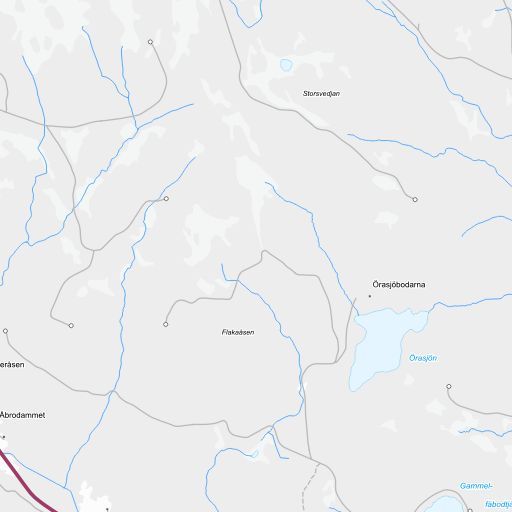 Storsvedjan
Örasjöbodarna
Flakaåsen
Örasjön
eråsen
Åbrodammet
Gammel-
fäbodtjä